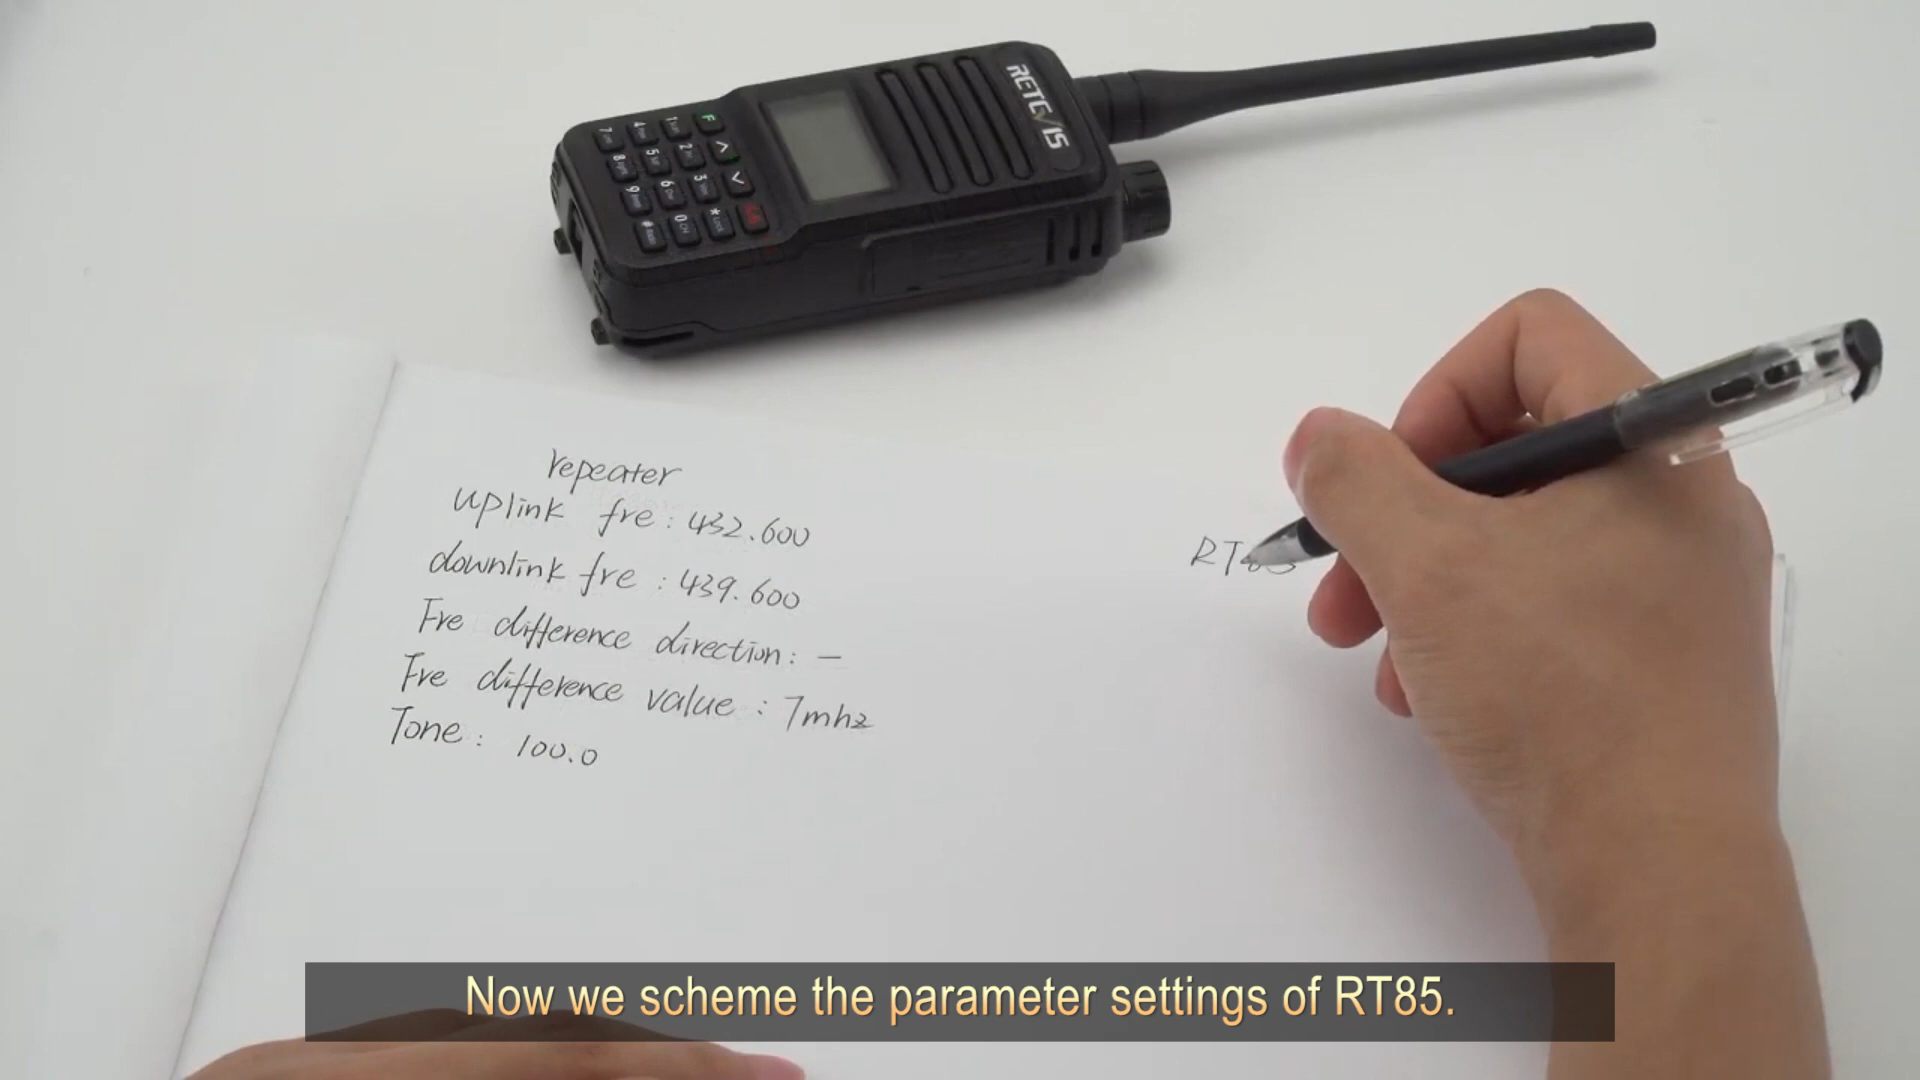 RETEVIS
F
1 2 3
4 5 6
7 8 9
* 0 #
repeater
uplink fre: 432.600
downlink fre: 439.600
Fre difference direction: —
Fre difference value: 7mhz
Tone: 100.0
Now we scheme the parameter settings of RT85.